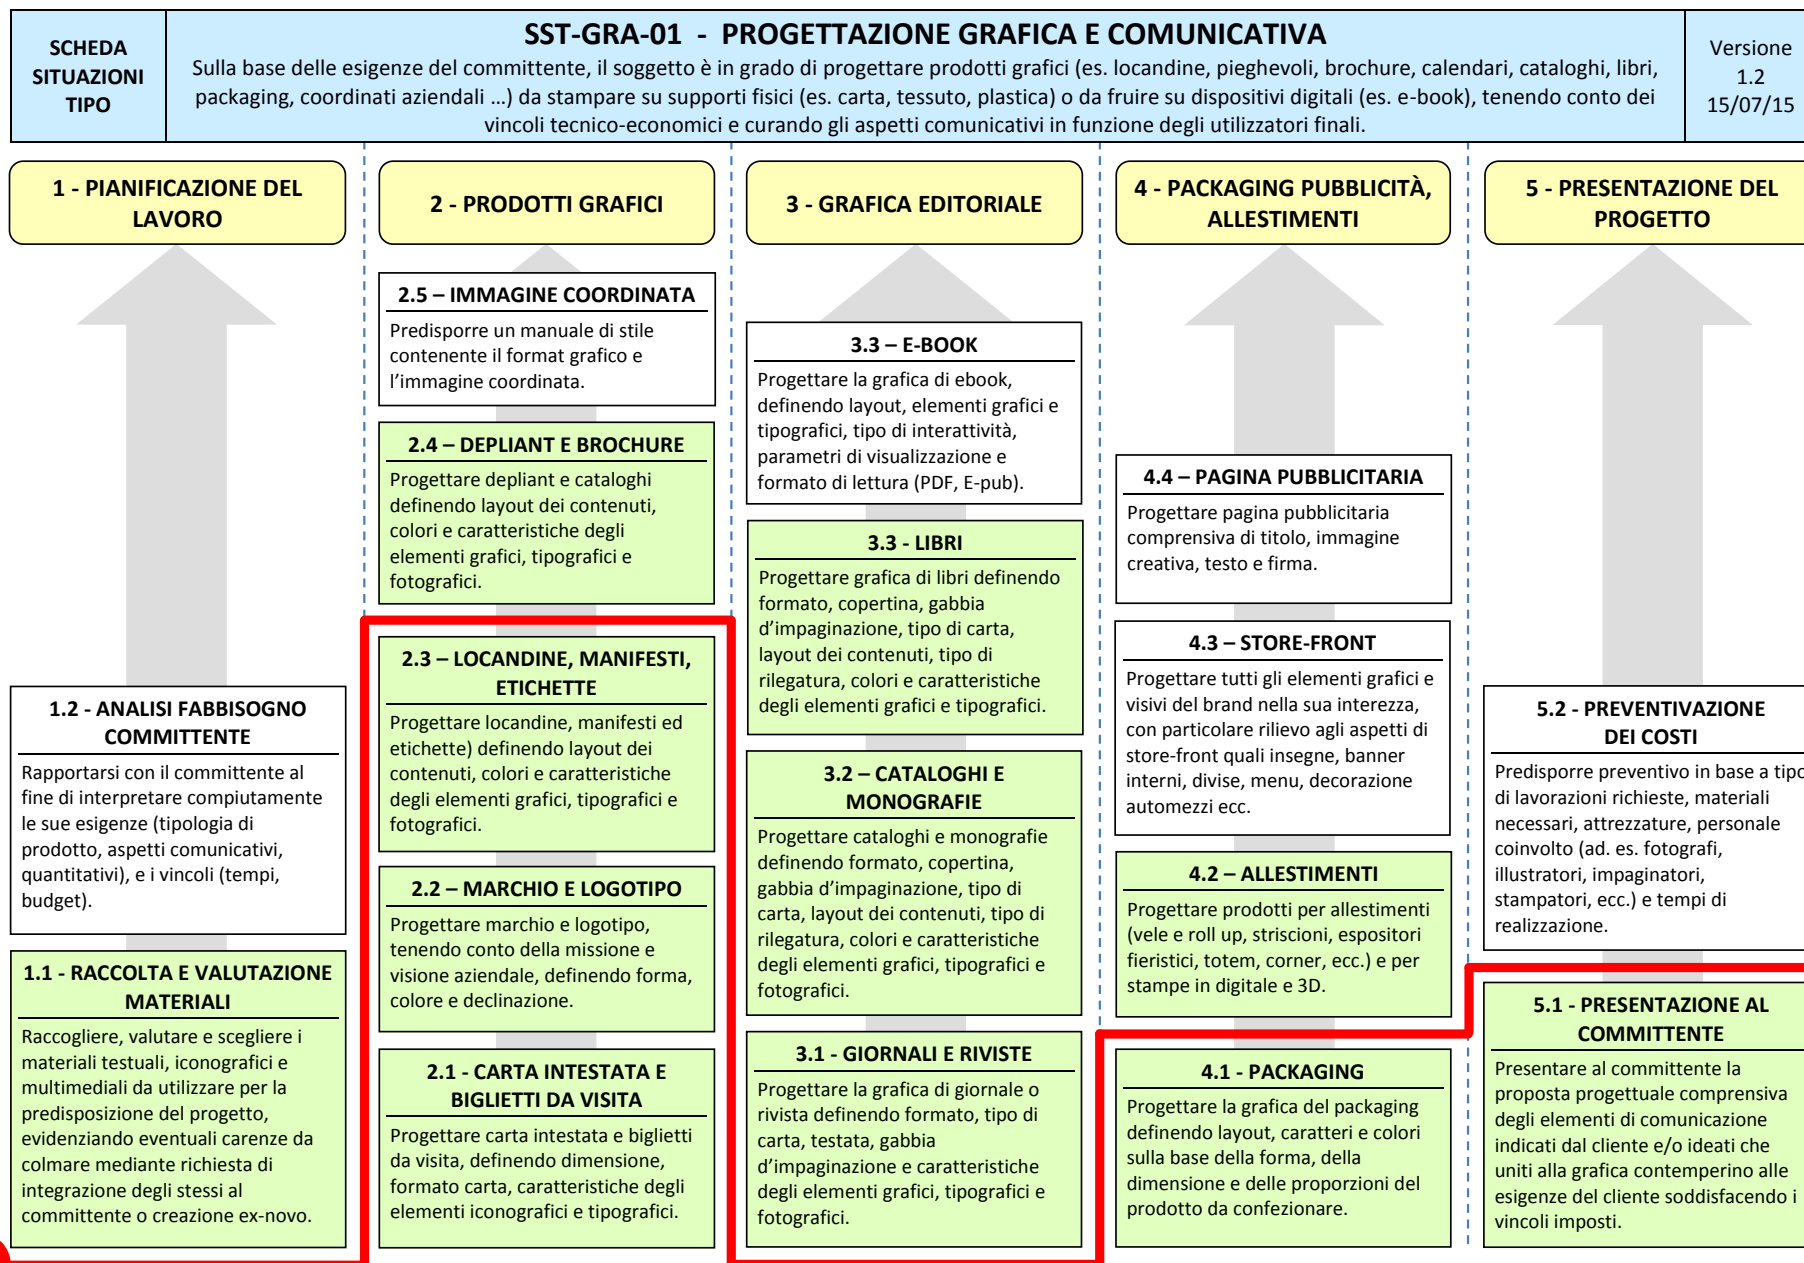 SCHEDA
SITUAZIONI
TIPO
SST-GRA-01 - PROGETTAZIONE GRAFICA E COMUNICATIVA
Sulla base delle esigenze del committente, il soggetto è in grado di progettare prodotti grafici (es. locandine, pieghevoli, brochure, calendari, cataloghi, libri,
packaging, coordinati aziendali ...) da stampare su supporti fisici (es. carta, tessuto, plastica) o da fruire su dispositivi digitali (es. e-book), tenendo conto dei
vincoli tecnico-economici e curando gli aspetti comunicativi in funzione degli utilizzatori finali.
Versione
1.2
15/07/15
1 - PIANIFICAZIONE DEL
LAVORO
1.2 - ANALISI FABBISOGNO
COMMITTENTE
Rapportarsi con il committente al
fine di interpretare compiutamente
le sue esigenze (tipologia di
prodotto, aspetti comunicativi,
quantitativi), e i vincoli (tempi,
budget).
1.1 - RACCOLTA E VALUTAZIONE
MATERIALI
Raccogliere, valutare e scegliere i
materiali testuali, iconografici e
multimediali da utilizzare per la
predisposizione del progetto,
evidenziando eventuali carenze da
colmare mediante richiesta di
integrazione degli stessi al
committente o creazione ex-novo.
2 - PRODOTTI GRAFICI
2.5 – IMMAGINE COORDINATA
Predisporre un manuale di stile
contenente il format grafico e
l'immagine coordinata.
2.4 – DEPLIANT E BROCHURE
Progettare depliant e cataloghi
definendo layout dei contenuti,
colori e caratteristiche degli
elementi grafici, tipografici e
fotografici.
2.3 – LOCANDINE, MANIFESTI,
ETICHETTE
Progettare locandine, manifesti ed
etichette) definendo layout dei
contenuti, colori e caratteristiche
degli elementi grafici, tipografici e
fotografici.
2.2 – MARCHIO E LOGOTIPO
Progettare marchio e logotipo,
tenendo conto della missione e
visione aziendale, definendo forma,
colore e declinazione.
2.1 - CARTA INTESTATA E
BIGLIETTI DA VISITA
Progettare carta intestata e biglietti
da visita, definendo dimensione,
formato carta, caratteristiche degli
elementi iconografici e tipografici.
3 - GRAFICA EDITORIALE
3.3 – E-BOOK
Progettare la grafica di ebook,
definendo layout, elementi grafici e
tipografici, tipo di interattività,
parametri di visualizzazione e
formato di lettura (PDF, E-pub).
3.3 - LIBRI
Progettare grafica di libri definendo
formato, copertina, gabbia
d'impaginazione, tipo di carta,
layout dei contenuti, tipo di
rilegatura, colori e caratteristiche
degli elementi grafici e tipografici.
3.2 – CATALOGHI E
MONOGRAFIE
Progettare cataloghi e monografie
definendo formato, copertina,
gabbia d'impaginazione, tipo di
carta, layout dei contenuti, tipo di
rilegatura, colori e caratteristiche
degli elementi grafici, tipografici e
fotografici.
3.1 - GIORNALI E RIVISTE
Progettare la grafica di giornale o
rivista definendo formato, tipo di
carta, testata, gabbia
d'impaginazione e caratteristiche
degli elementi grafici, tipografici e
fotografici.
4 - PACKAGING PUBBLICITÀ,
ALLESTIMENTI
4.4 – PAGINA PUBBLICITARIA
Progettare pagina pubblicitaria
comprensiva di titolo, immagine
creativa, testo e firma.
4.3 – STORE-FRONT
Progettare tutti gli elementi grafici e
visivi del brand nella sua interezza,
con particolare rilievo agli aspetti di
store-front quali insegne, banner
interni, divise, menu, decorazione
automezzi ecc.
4.2 – ALLESTIMENTI
Progettare prodotti per allestimenti
(vele e roll up, striscioni, espositori
fieristici, totem, corner, ecc.) e per
stampe in digitale e 3D.
4.1 - PACKAGING
Progettare la grafica del packaging
definendo layout, caratteri e colori
sulla base della forma, della
dimensione e delle proporzioni del
prodotto da confezionare.
5 - PRESENTAZIONE DEL
PROGETTO
5.2 - PREVENTIVAZIONE
DEI COSTI
Predisporre preventivo in base a tipo
di lavorazioni richieste, materiali
necessari, attrezzature, personale
coinvolto (ad. es. fotografi,
illustratori, impaginatori,
stampatori, ecc.) e tempi di
realizzazione.
5.1 - PRESENTAZIONE AL
COMMITTENTE
Presentare al committente la
proposta progettuale comprensiva
degli elementi di comunicazione
indicati dal cliente e/o ideati che
uniti alla grafica contemperino alle
esigenze del cliente soddisfacendo i
vincoli imposti.